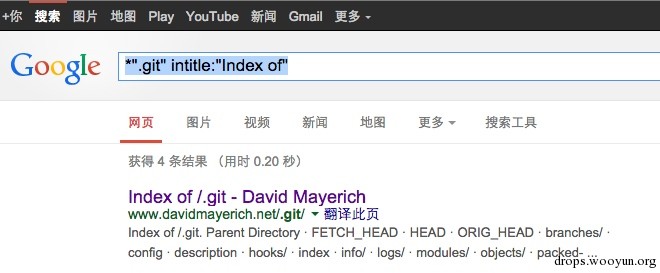 +你 搜索 图片 地图 Play YouTube 新闻 Gmail 更多
Google *".git" intitle:"Index of"
网页 图片 视频 新闻 地图 更多 搜索工具
获得 4 条结果 （用时 0.20 秒）
Index of /.git - David Mayerich
www.davidmayerich.net/.git/ 翻译此页
Index of /.git. Parent Directory · FETCH_HEAD · HEAD · ORIG_HEAD · branches/ ·
config · description · hooks/ · index · info/ · logs/ · modules/ · objects/ · packed- ...
drops.wooyun.org